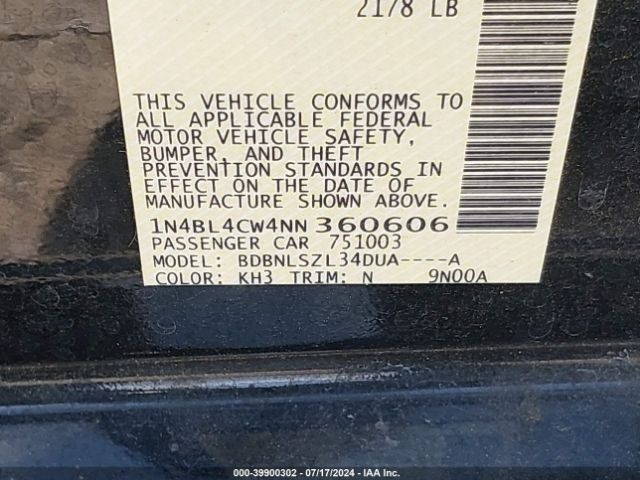 2178 LB
THIS VEHICLE CONFORMS TO
ALL APPLICABLE FEDERAL
MOTOR VEHICLE SAFETY,
BUMPER, AND THEFT
PREVENTION STANDARDS IN
EFFECT ON THE DATE OF
MANUFACTURE SHOWN ABOVE.
1N4BL4CW4NN360606
PASSENGER CAR 751003
MODEL: BDBNLSZL34DUA----A
COLOR: KH3 TRIM: N 9N00A
000-39900302 / 07/17/2024 - IAA Inc.